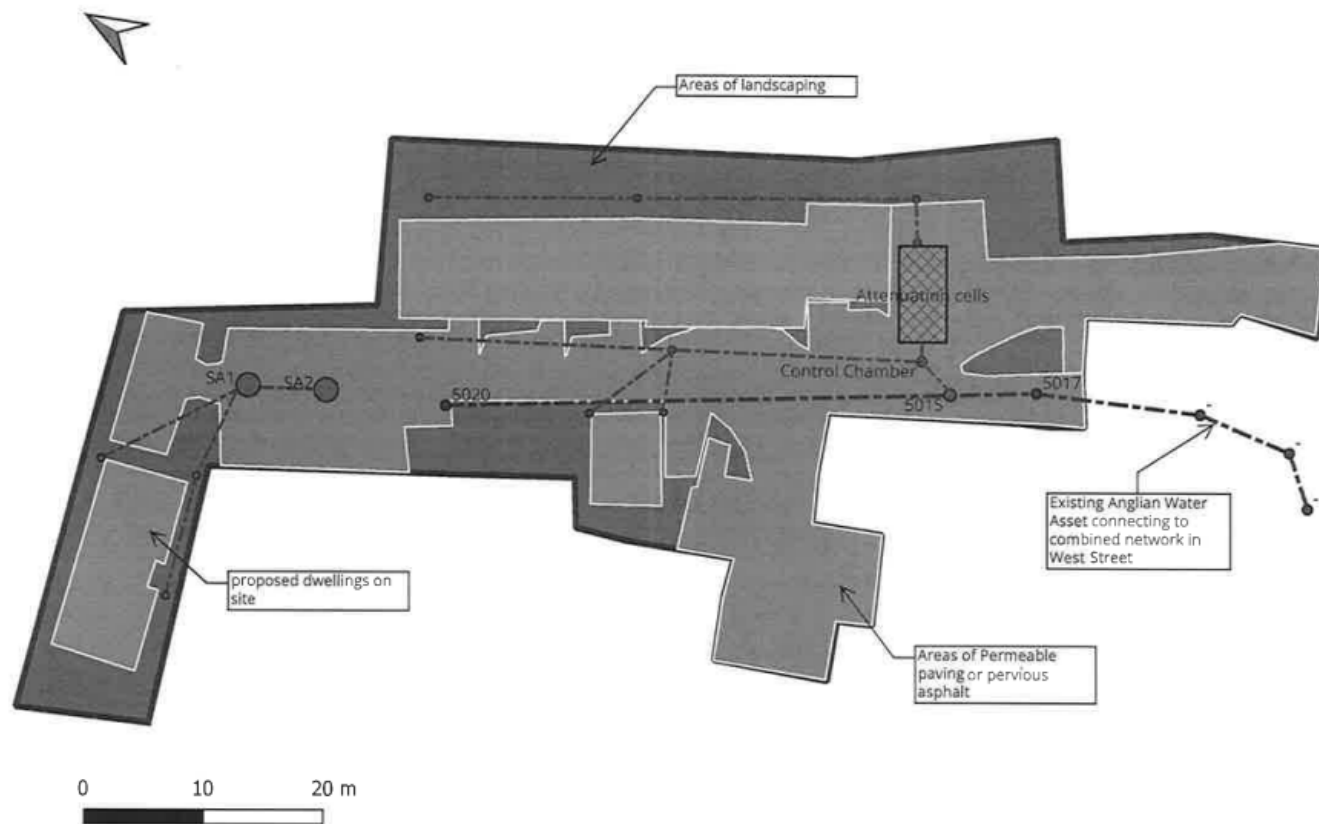 Areas of landscaping
Attenuation cells
SA1
SA2
5020
Control Chamber
5015
5017
Existing Anglian Water
Asset connecting to
combined network in
West Street
proposed dwellings on
site
Areas of Permeable
paving or pervious
asphalt
0 10 20 m